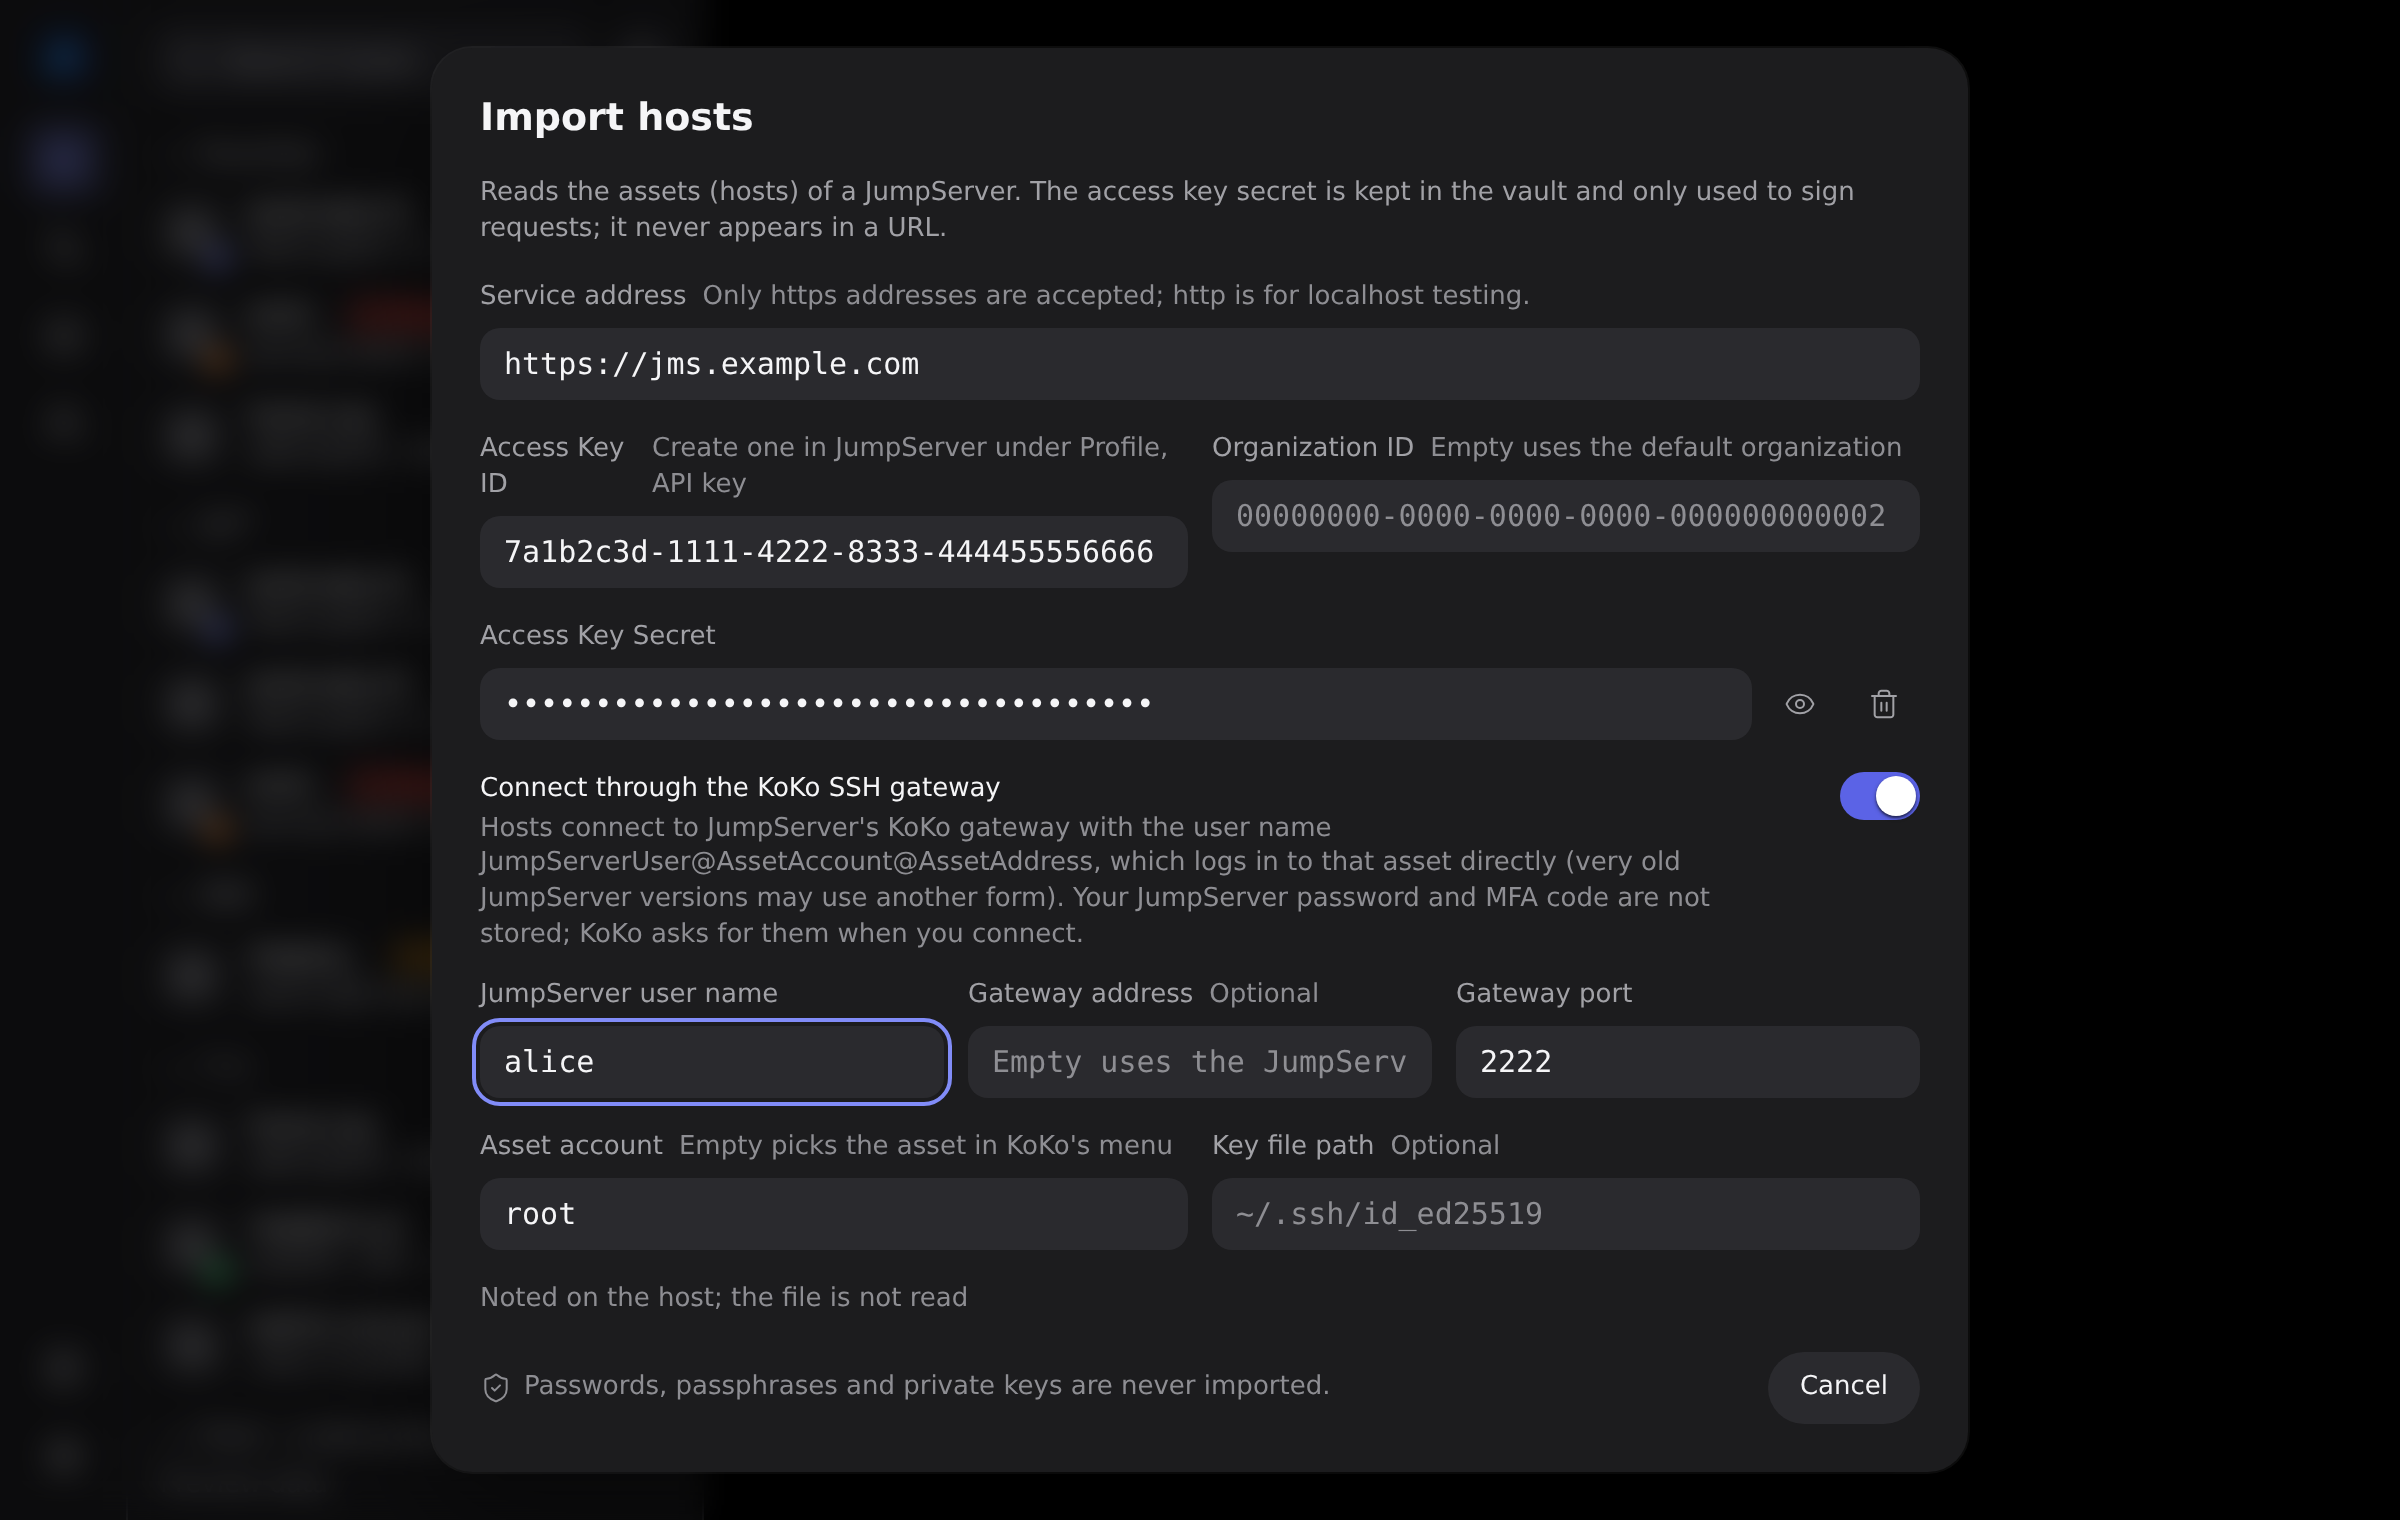 Import hosts
Reads the assets (hosts) of a JumpServer. The access key secret is kept in the vault and only used to sign
requests; it never appears in a URL.
Service address Only https addresses are accepted; http is for localhost testing.
https://jms.example.com
Access Key ID
Create one in JumpServer under Profile, API key
7a1b2c3d-1111-4222-8333-444455556666
Organization ID Empty uses the default organization
00000000-0000-0000-0000-000000000002
Access Key Secret
••••••••••••••••••••••••••••••••••••
Connect through the KoKo SSH gateway
Hosts connect to JumpServer's KoKo gateway with the user name
JumpServerUser@AssetAccount@AssetAddress, which logs in to that asset directly (very old
JumpServer versions may use another form). Your JumpServer password and MFA code are not
stored; KoKo asks for them when you connect.
JumpServer user name
alice
Gateway address Optional
Empty uses the JumpServ
Gateway port
2222
Asset account Empty picks the asset in KoKo's menu
root
Key file path Optional
~/.ssh/id_ed25519
Noted on the host; the file is not read
Passwords, passphrases and private keys are never imported.
Cancel